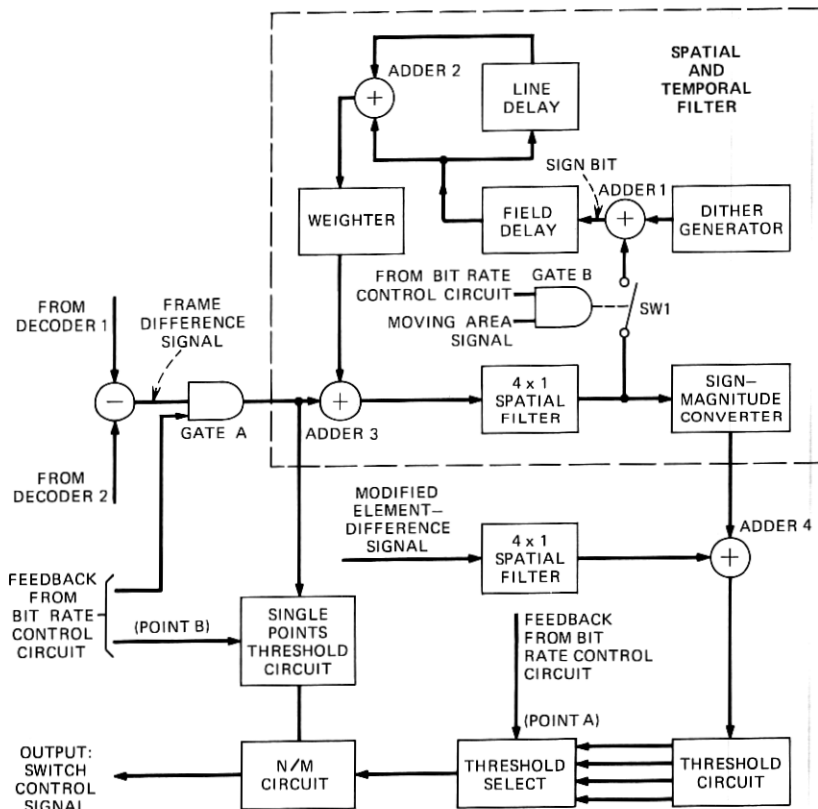 SPATIAL
AND
TEMPORAL
FILTER
ADDER 2
LINE
DELAY
SIGN BIT
ADDER 1
WEIGHTER
FIELD
DELAY
DITHER
GENERATOR
FROM BIT RATE
CONTROL CIRCUIT
GATE B
MOVING AREA
SIGNAL
SW1
FROM
DECODER 1
FRAME
DIFFERENCE
SIGNAL
GATE A
ADDER 3
4 x 1
SPATIAL
FILTER
SIGN–
MAGNITUDE
CONVERTER
FROM
DECODER 2
MODIFIED
ELEMENT–
DIFFERENCE
SIGNAL
4 x 1
SPATIAL
FILTER
ADDER 4
FEEDBACK
FROM
BIT RATE
CONTROL
CIRCUIT
(POINT B)
SINGLE
POINTS
THRESHOLD
CIRCUIT
FEEDBACK
FROM BIT
RATE CONTROL
CIRCUIT
(POINT A)
OUTPUT:
SWITCH
CONTROL
SIGNAL
N/M
CIRCUIT
THRESHOLD
SELECT
THRESHOLD
CIRCUIT